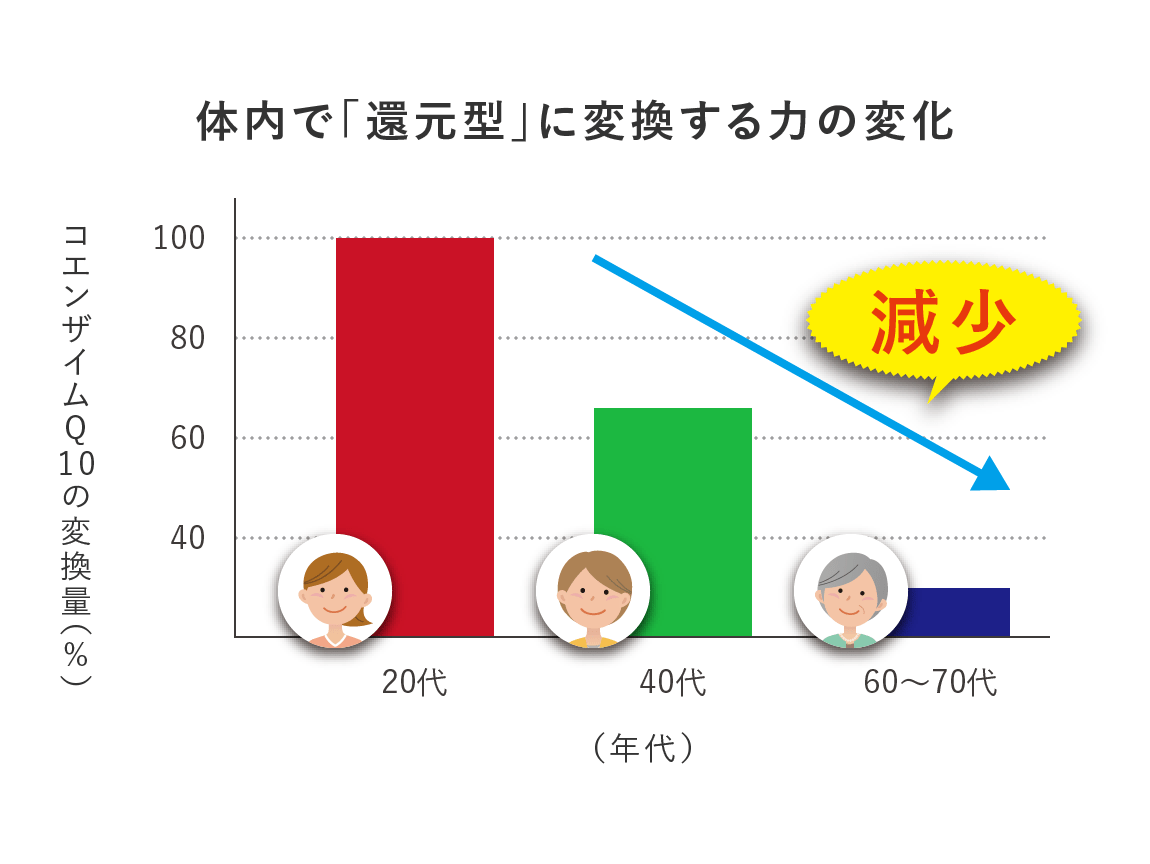 体内で「還元型」に変換する力の変化
コエンザイムQ10の変換量(%)
100
80
60
40
減少
20代
40代
60〜70代
(年代)